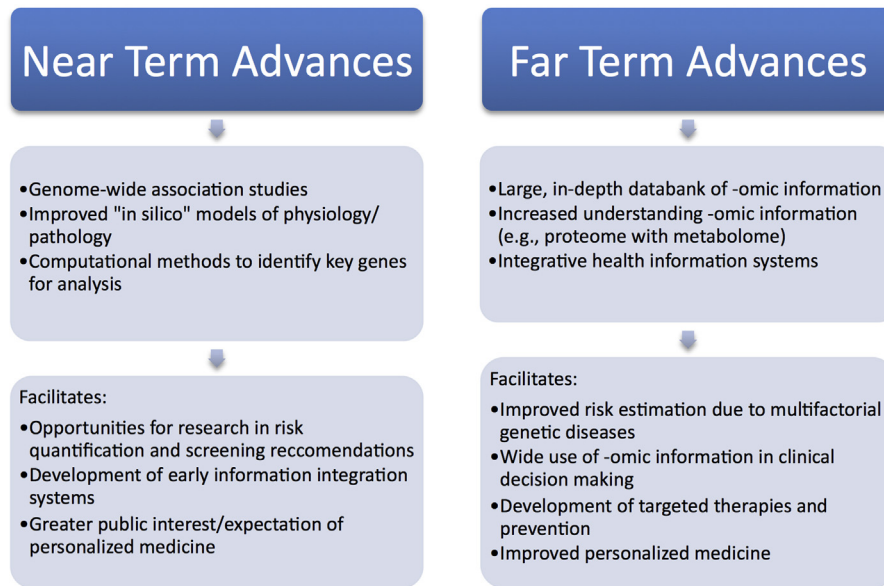 Near Term Advances
•Genome-wide association studies
•Improved "in silico" models of physiology/
pathology
•Computational methods to identify key genes
for analysis
Facilitates:
•Opportunities for research in risk
quantification and screening reccomendations
•Development of early information integration
systems
•Greater public interest/expectation of
personalized medicine
Far Term Advances
•Large, in-depth databank of -omic information
•Increased understanding -omic information
(e.g., proteome with metabolome)
•Integrative health information systems
Facilitates:
•Improved risk estimation due to multifactorial
genetic diseases
•Wide use of -omic information in clinical
decision making
•Development of targeted therapies and
prevention
•Improved personalized medicine